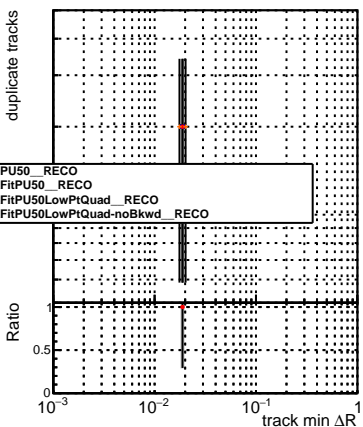 duplicate tracks
PU50__RECO
FitPU50__RECO
FitPU50LowPtQuad__RECO
FitPU50LowPtQuad-noBkwd__RECO
Ratio
1
0.5
0
10⁻³ 10⁻² 10⁻¹ 1
track min ΔR